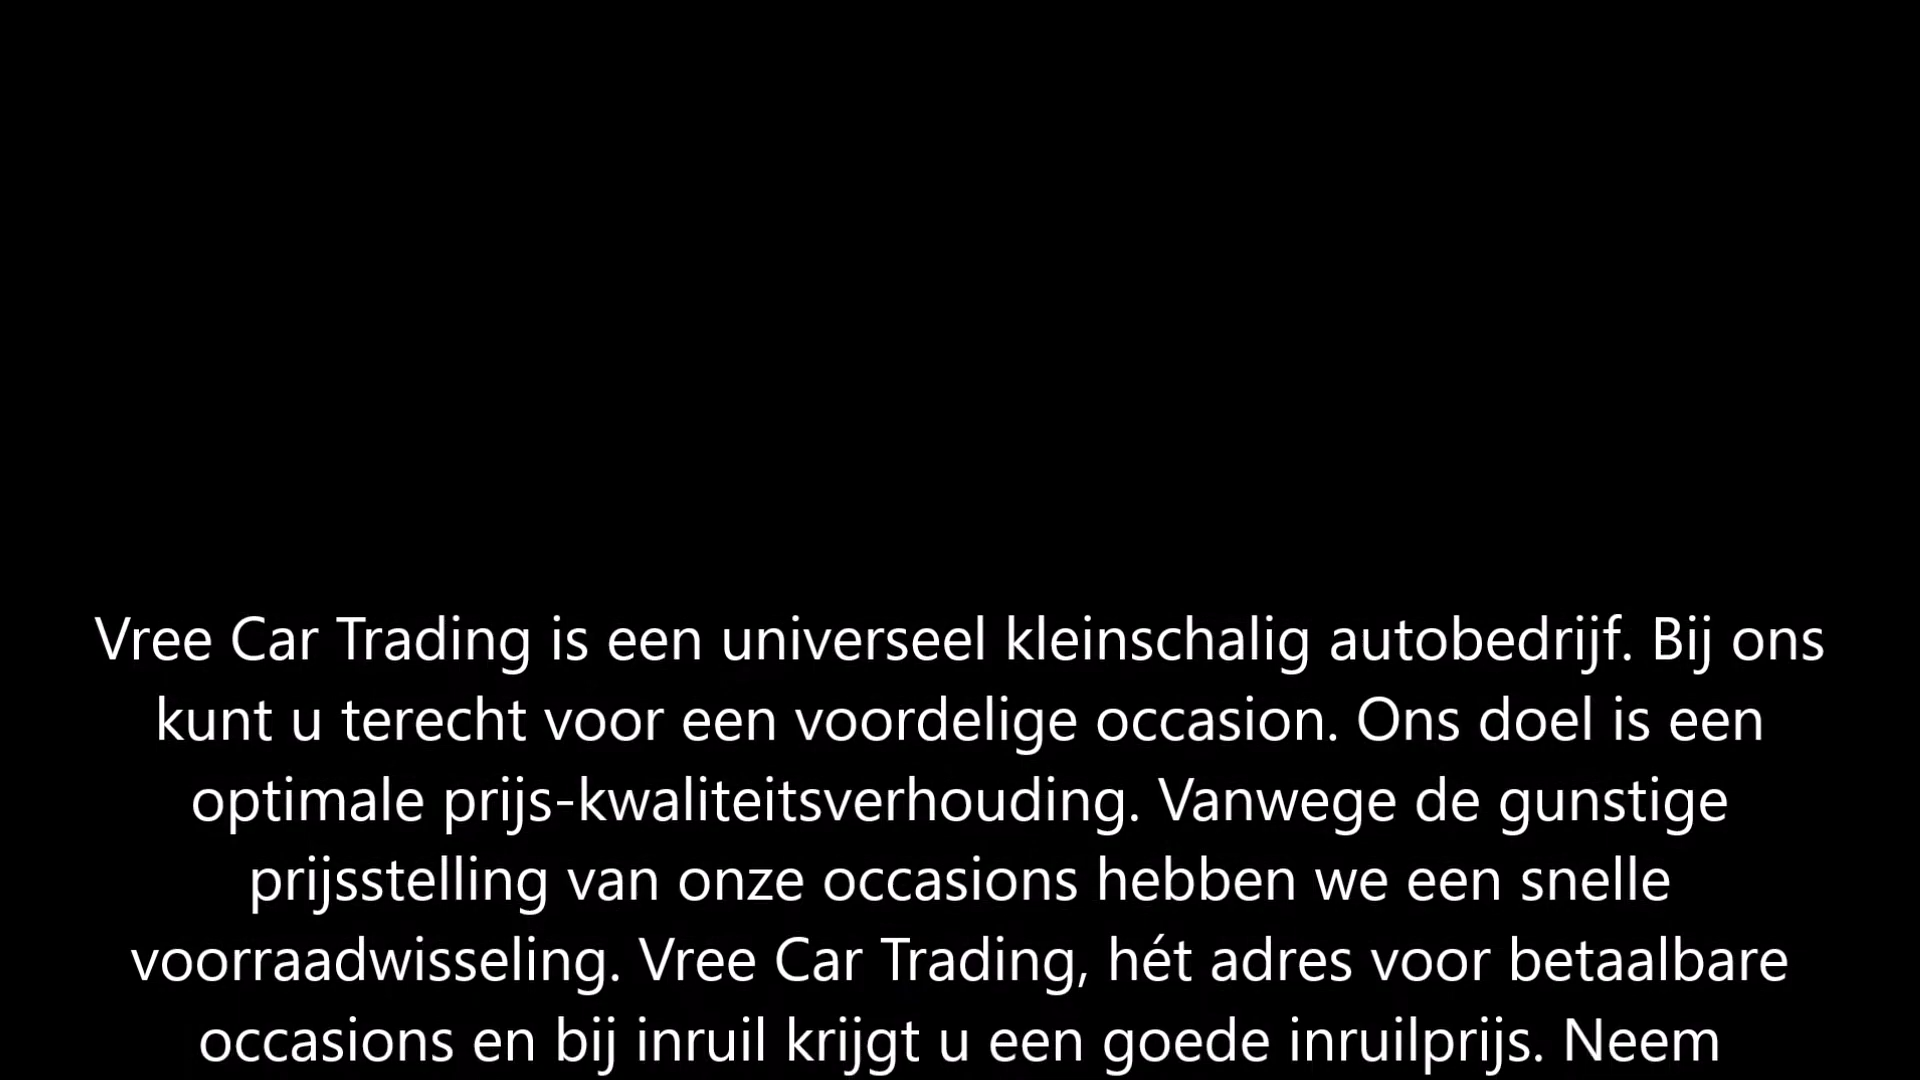 Vree Car Trading is een universeel kleinschalig autobedrijf. Bij ons
kunt u terecht voor een voordelige occasion. Ons doel is een
optimale prijs-kwaliteitsverhouding. Vanwege de gunstige
prijsstelling van onze occasions hebben we een snelle
voorraadwisseling. Vree Car Trading, hét adres voor betaalbare
occasions en bij inruil krijgt u een goede inruilprijs. Neem